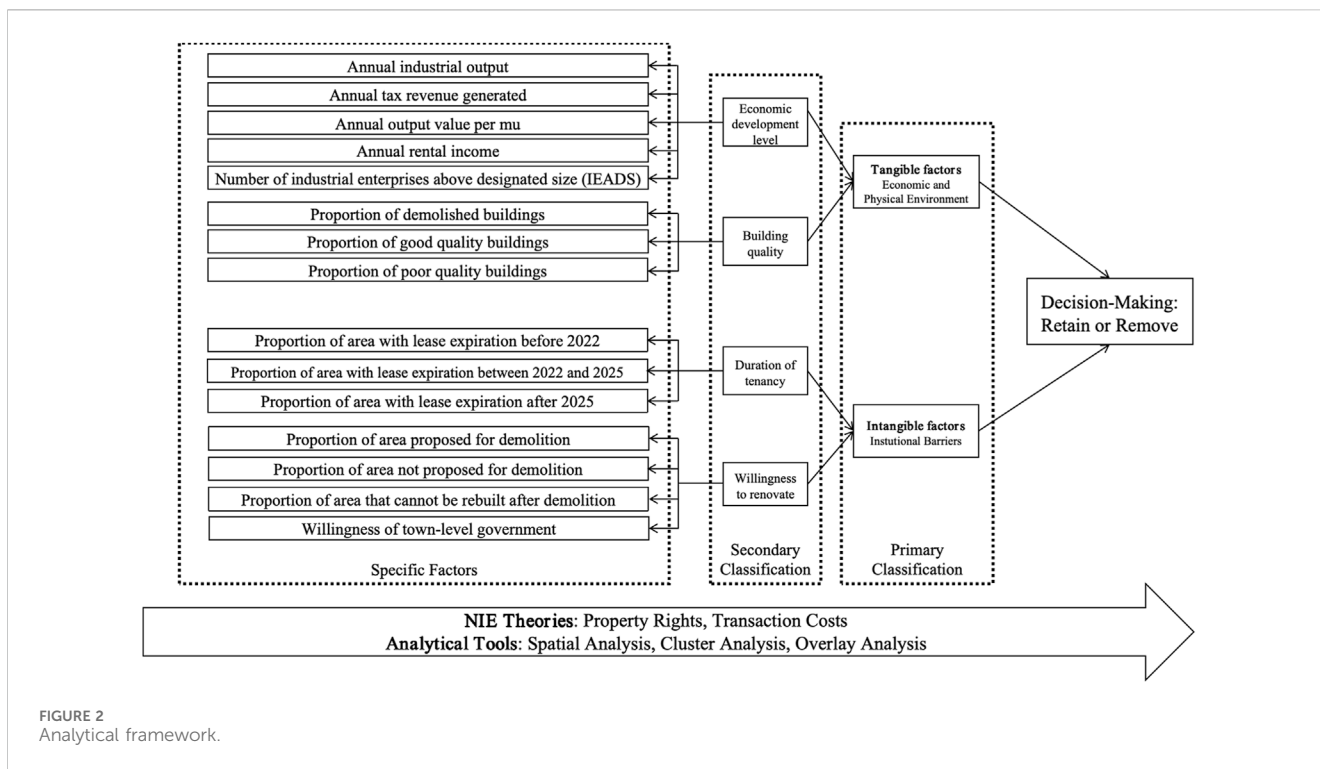 Annual industrial output
Annual tax revenue generated
Annual output value per mu
Annual rental income
Number of industrial enterprises above designated size (IEADS)
Proportion of demolished buildings
Proportion of good quality buildings
Proportion of poor quality buildings
Proportion of area with lease expiration before 2022
Proportion of area with lease expiration between 2022 and 2025
Proportion of area with lease expiration after 2025
Proportion of area proposed for demolition
Proportion of area not proposed for demolition
Proportion of area that cannot be rebuilt after demolition
Willingness of town-level government
Specific Factors
Economic
development
level
Building
quality
Duration of
tenancy
Willingness
to renovate
Secondary
Classification
Tangible factors
Economic and
Physical Environment
Intangible factors
Instutional Barriers
Primary
Classification
Decision-Making:
Retain or Remove
NIE Theories: Property Rights, Transaction Costs
Analytical Tools: Spatial Analysis, Cluster Analysis, Overlay Analysis
FIGURE 2
Analytical framework.